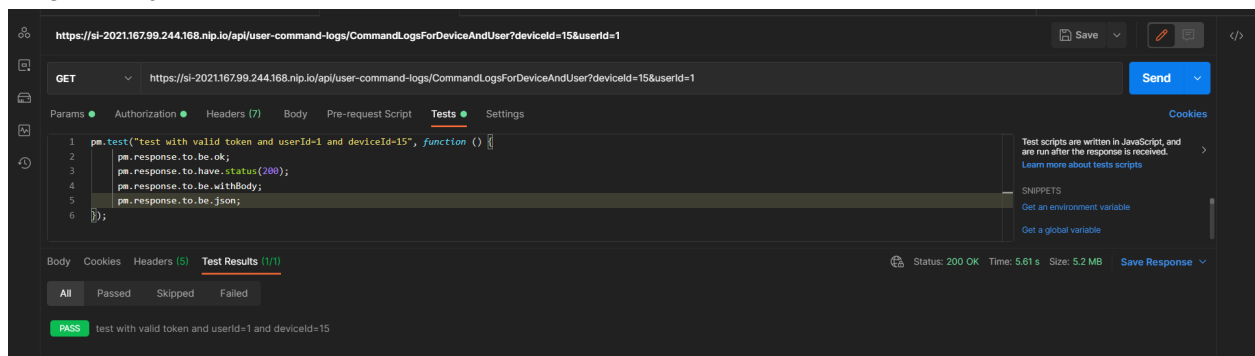 https://si-2021.167.99.244.168.nip.io/api/user-command-logs/CommandLogsForDeviceAndUser?deviceId=15&userId=1
Save
GET https://si-2021.167.99.244.168.nip.io/api/user-command-logs/CommandLogsForDeviceAndUser?deviceId=15&userId=1 Send
Params Authorization Headers (7) Body Pre-request Script Tests Settings Cookies
1 pm.test("test with valid token and userId=1 and deviceId=15", function () {
2 pm.response.to.be.ok;
3 pm.response.to.have.status(200);
4 pm.response.to.be.withBody;
5 pm.response.to.be.json;
6 });
Test scripts are written in JavaScript, and
are run after the response is received.
Learn more about tests scripts
SNIPPETS
Get an environment variable
Get a global variable
Body Cookies Headers (5) Test Results (1/1) Status: 200 OK Time: 5.61 s Size: 5.2 MB Save Response
All Passed Skipped Failed
PASS test with valid token and userId=1 and deviceId=15